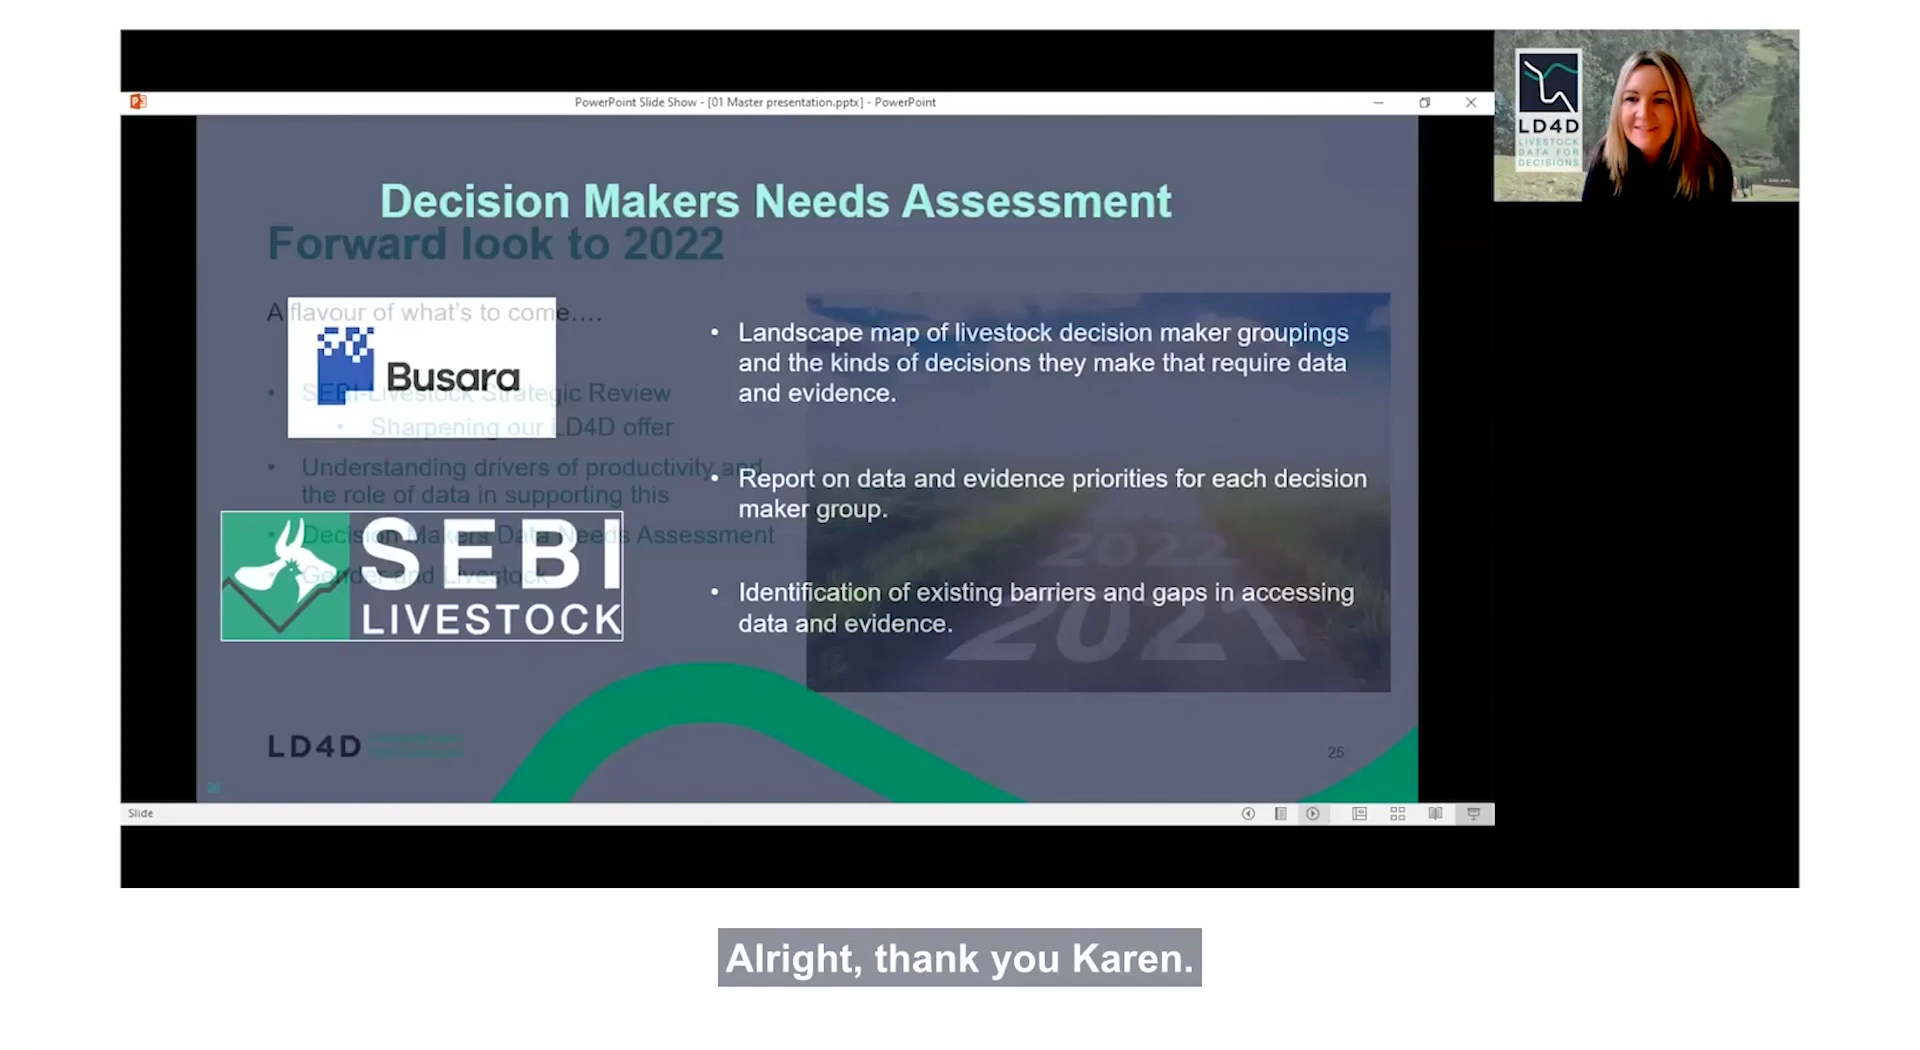 PowerPoint Slide Show - [01 Master presentation.pptx] - PowerPoint
LD4D
LIVESTOCK
DATA FOR
DECISIONS
Decision Makers Needs Assessment
Forward look to 2022
A flavour of what's to come....
Busara
• SEBI-Livestock Strategic Review
• Sharpening our LD4D offer
• Understanding drivers of productivity and
the role of data in supporting this
• Decision Makers Data Needs Assessment
• Gender and Livestock
SEBI
LIVESTOCK
• Landscape map of livestock decision maker groupings
and the kinds of decisions they make that require data
and evidence.
• Report on data and evidence priorities for each decision
maker group.
• Identification of existing barriers and gaps in accessing
data and evidence.
2022
2021
LD4D
25
Slide
Alright, thank you Karen.